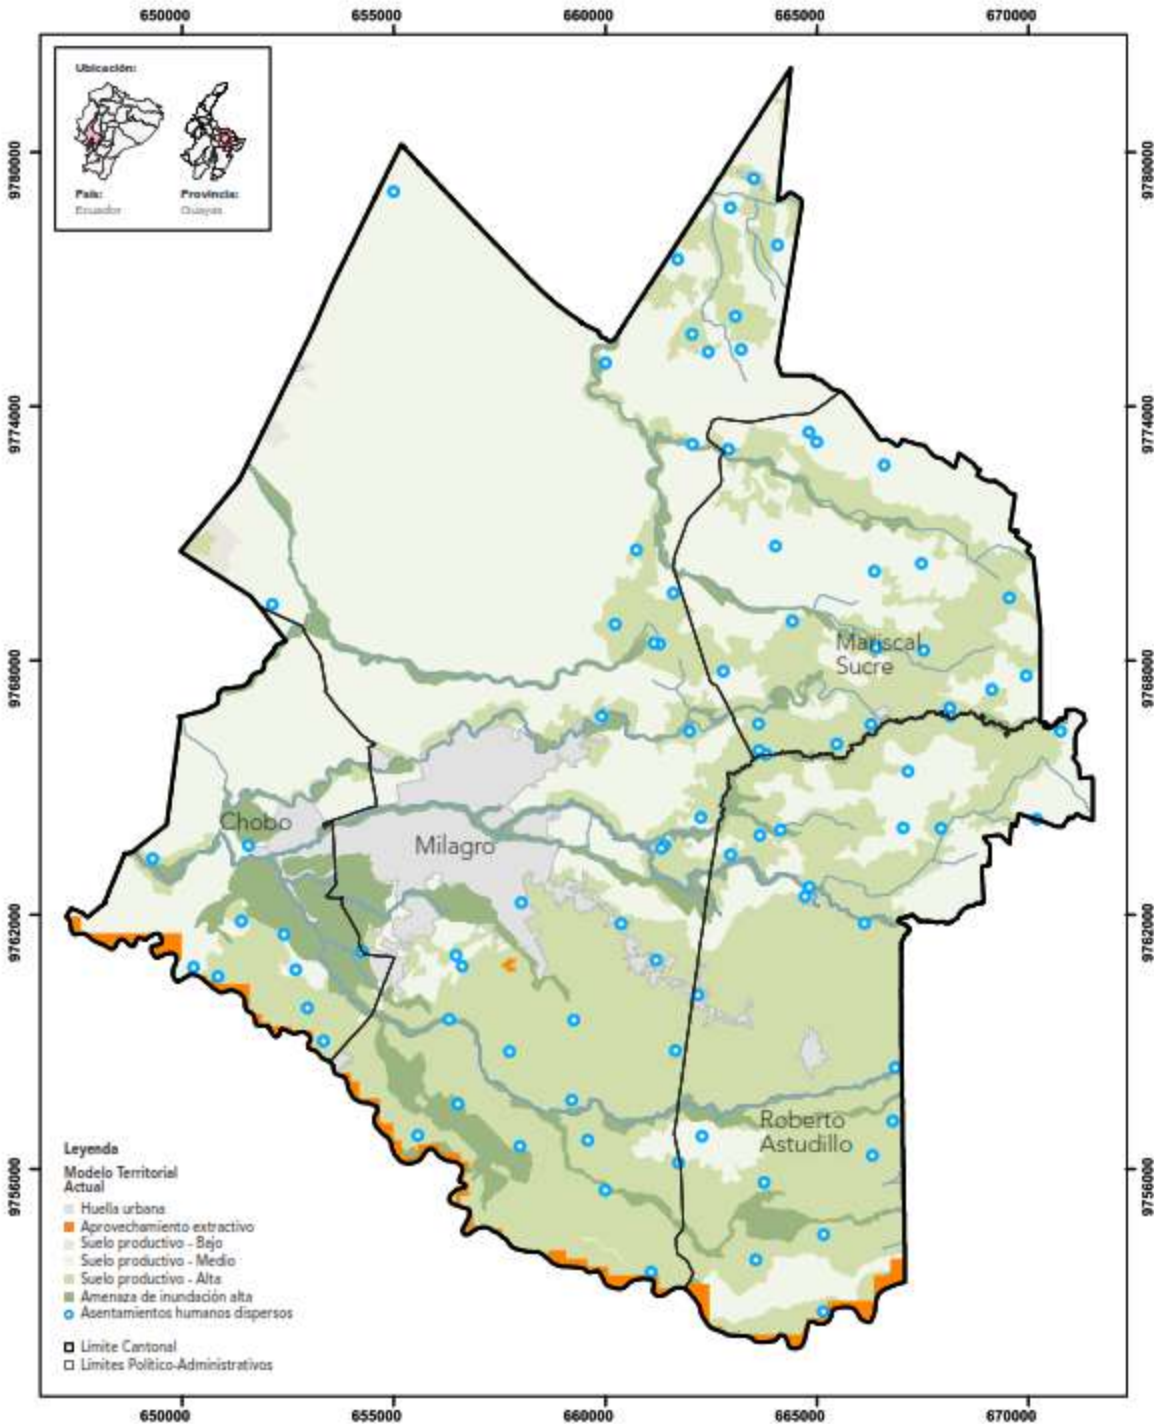 650000 655000 660000 665000 670000
Ubicación:
País:
Ecuador
Provincia:
Guayas
9780000
9780000
9774000
9774000
Mariscal
Sucre
9768000
9768000
Chobo
Milagro
9762000
9762000
Roberto
Astudillo
9756000
9756000
Leyenda
Modelo Territorial
Actual
Huella urbana
Aprovechamiento extractivo
Suelo productivo - Bajo
Suelo productivo - Medio
Suelo productivo - Alta
Amenaza de inundación alta
Asentamientos humanos dispersos
Límite Cantonal
Límites Político-Administrativos
650000 655000 660000 665000 670000